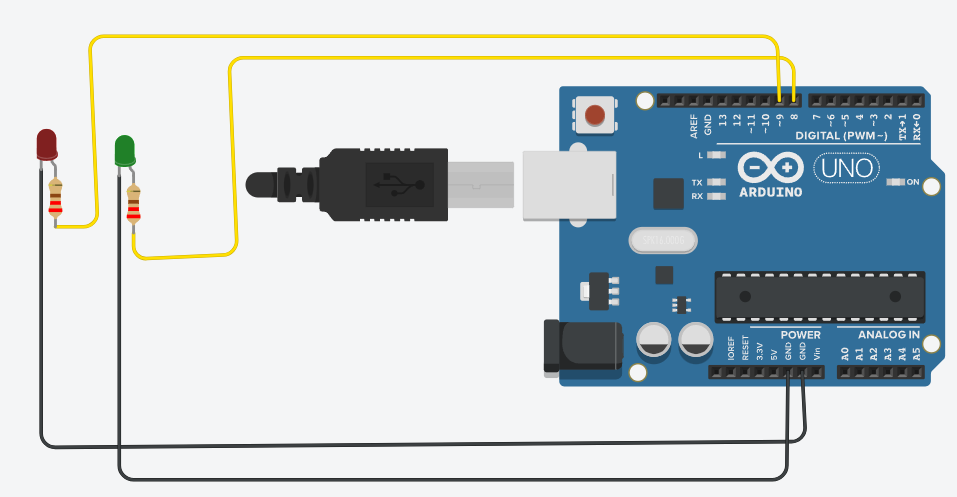 AREF
GND
13
12
~11
~10
~9
8
7
~6
~5
4
~3
2
TX→1
RX←0
DIGITAL (PWM~)
L
TX
RX
ARDUINO
UNO
ON
POWER
ANALOG IN
IOREF
RESET
3.3V
5V
GND
GND
Vin
A0
A1
A2
A3
A4
A5